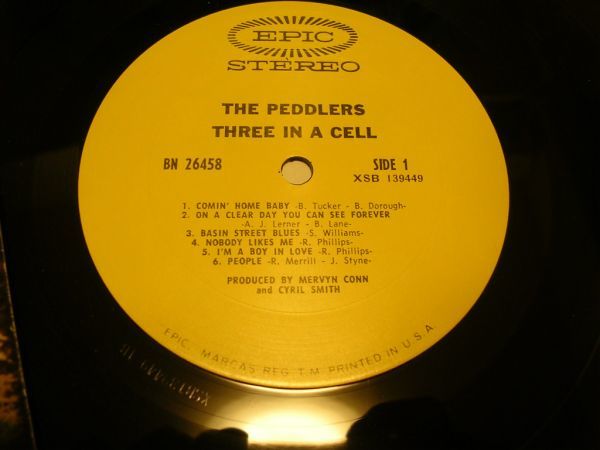 EPIC
STEREO
THE PEDDLERS
THREE IN A CELL
BN 26458
SIDE 1
XSB 139449
1. COMIN' HOME BABY -B. Tucker - B. Dorough-
2. ON A CLEAR DAY YOU CAN SEE FOREVER
-A. J. Lerner - B. Lane-
3. BASIN STREET BLUES -S. Williams-
4. NOBODY LIKES ME -R. Phillips-
5. I'M A BOY IN LOVE -R. Phillips-
6. PEOPLE -R. Merrill - J. Styne-
PRODUCED BY MERVYN CONN
and CYRIL SMITH
EPIC. MARCAS REG. T.M. PRINTED IN U.S.A.